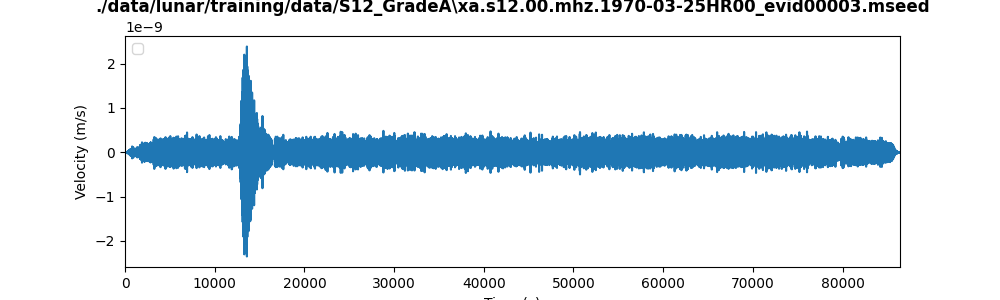 ./data/lunar/training/data/S12_GradeA\xa.s12.00.mhz.1970-03-25HR00_evid00003.mseed
1e−9
2
1
0
−1
−2
Velocity (m/s)
0 10000 20000 30000 40000 50000 60000 70000 80000